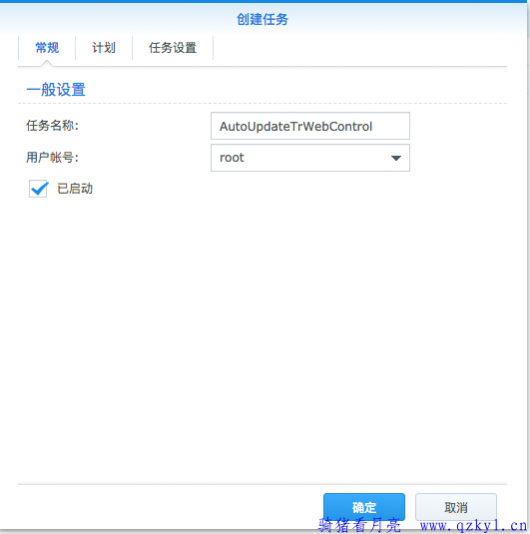 创建任务
常规 计划 任务设置
一般设置
任务名称: AutoUpdateTrWebControl
用户帐号: root
已启动
确定 取消
骑猪看月亮 www.qzkyl.cn